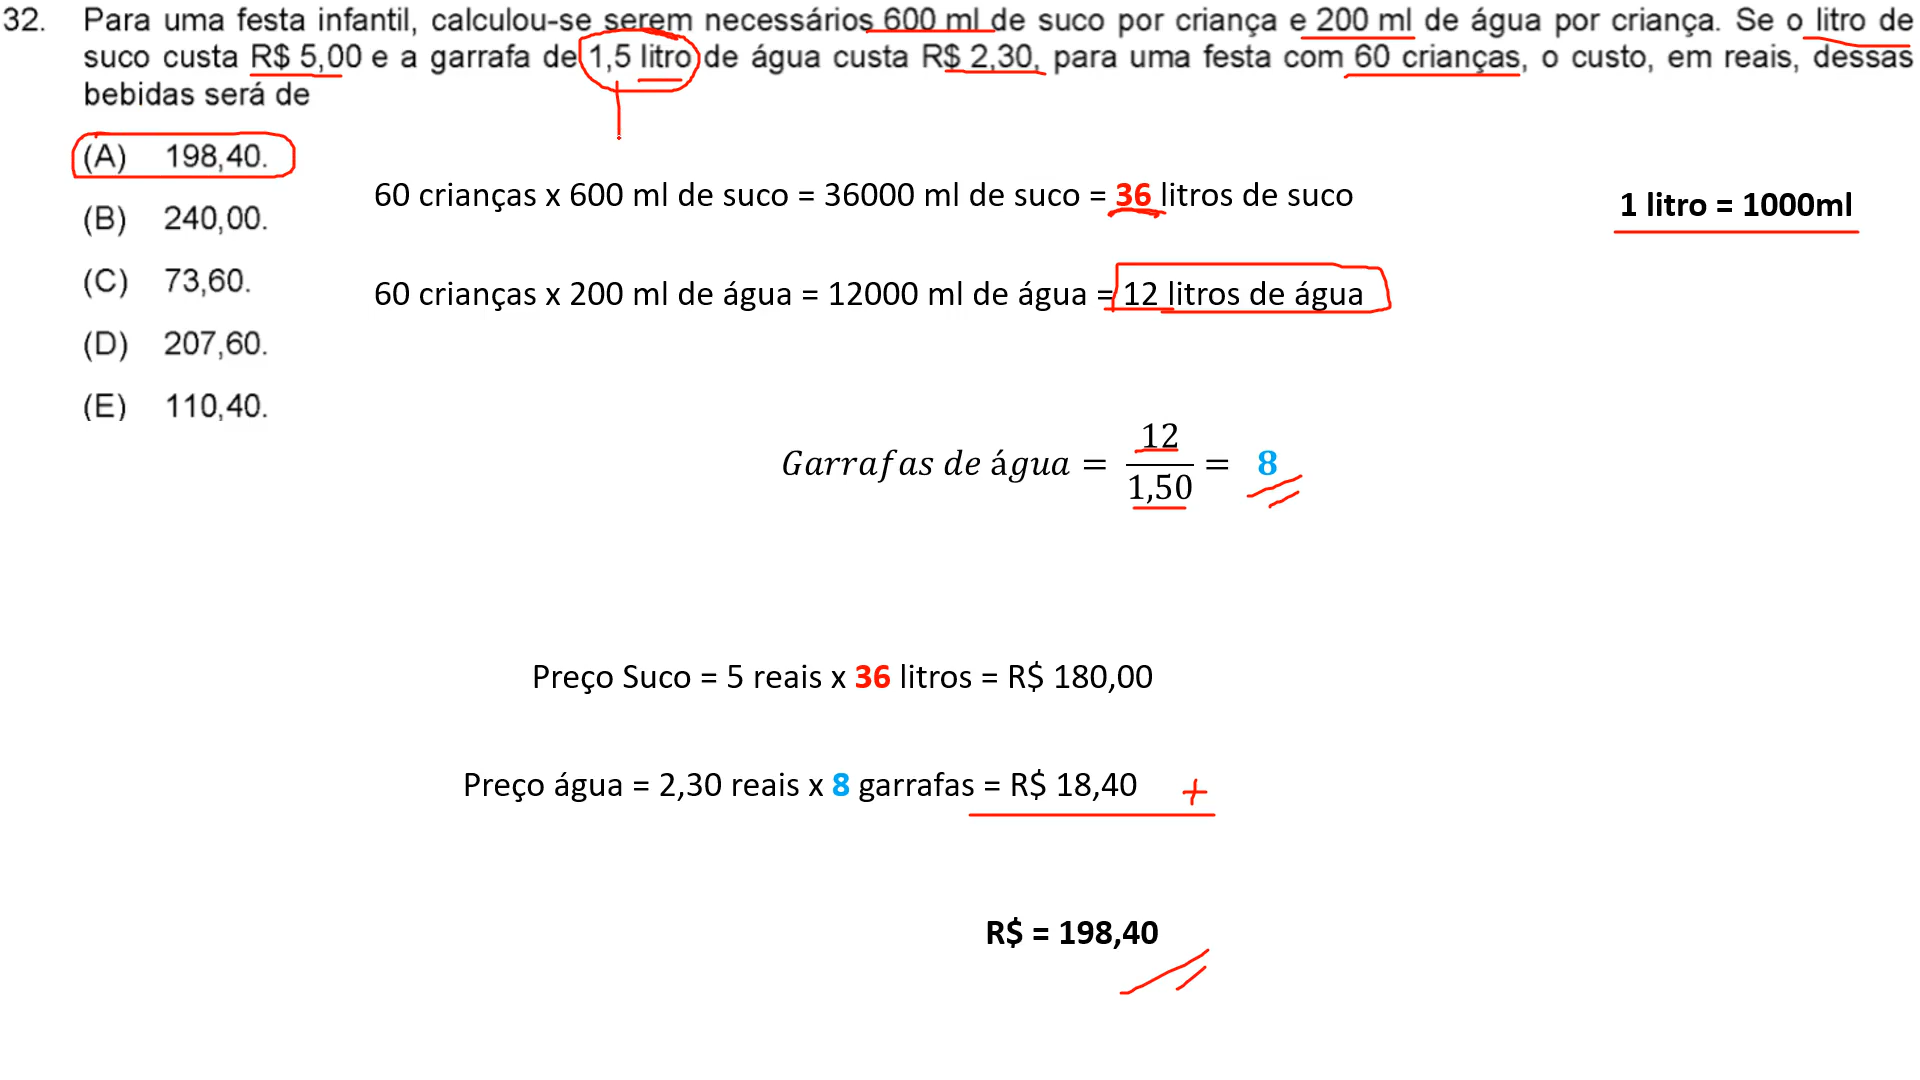 32. Para uma festa infantil, calculou-se serem necessários 600 ml de suco por criança e 200 ml de água por criança. Se o litro de
suco custa R$ 5,00 e a garrafa de 1,5 litro de água custa R$ 2,30, para uma festa com 60 crianças, o custo, em reais, dessas
bebidas será de
(A) 198,40.
(B) 240,00.
(C) 73,60.
(D) 207,60.
(E) 110,40.
60 crianças x 600 ml de suco = 36000 ml de suco = 36 litros de suco
1 litro = 1000ml
60 crianças x 200 ml de água = 12000 ml de água = 12 litros de água
Garrafas de água = 12/1,50 = 8
Preço Suco = 5 reais x 36 litros = R$ 180,00
Preço água = 2,30 reais x 8 garrafas = R$ 18,40 +
R$ = 198,40